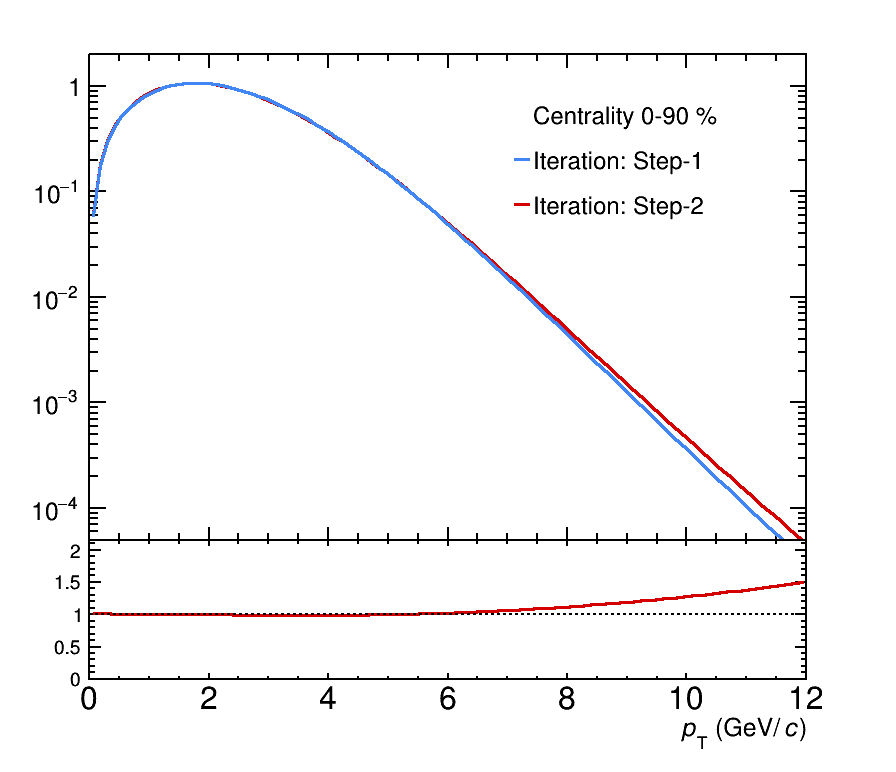 1
Centrality 0-90 %
Iteration: Step-1
10⁻¹
Iteration: Step-2
10⁻²
10⁻³
10⁻⁴
2
1.5
1
0.5
0
0 2 4 6 8 10 12
p_T (GeV/c)